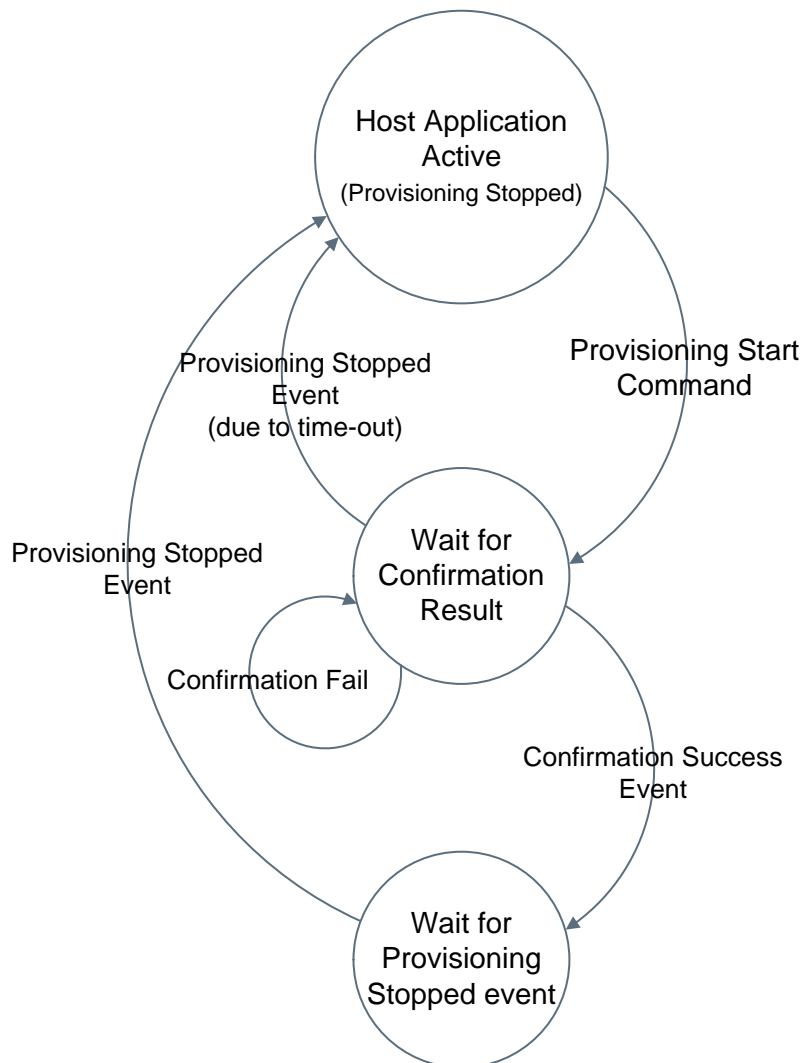 Host Application
Active
(Provisioning Stopped)
Provisioning Stopped
Event
(due to time-out)
Provisioning Start
Command
Provisioning Stopped
Event
Wait for
Confirmation
Result
Confirmation Fail
Confirmation Success
Event
Wait for
Provisioning
Stopped event